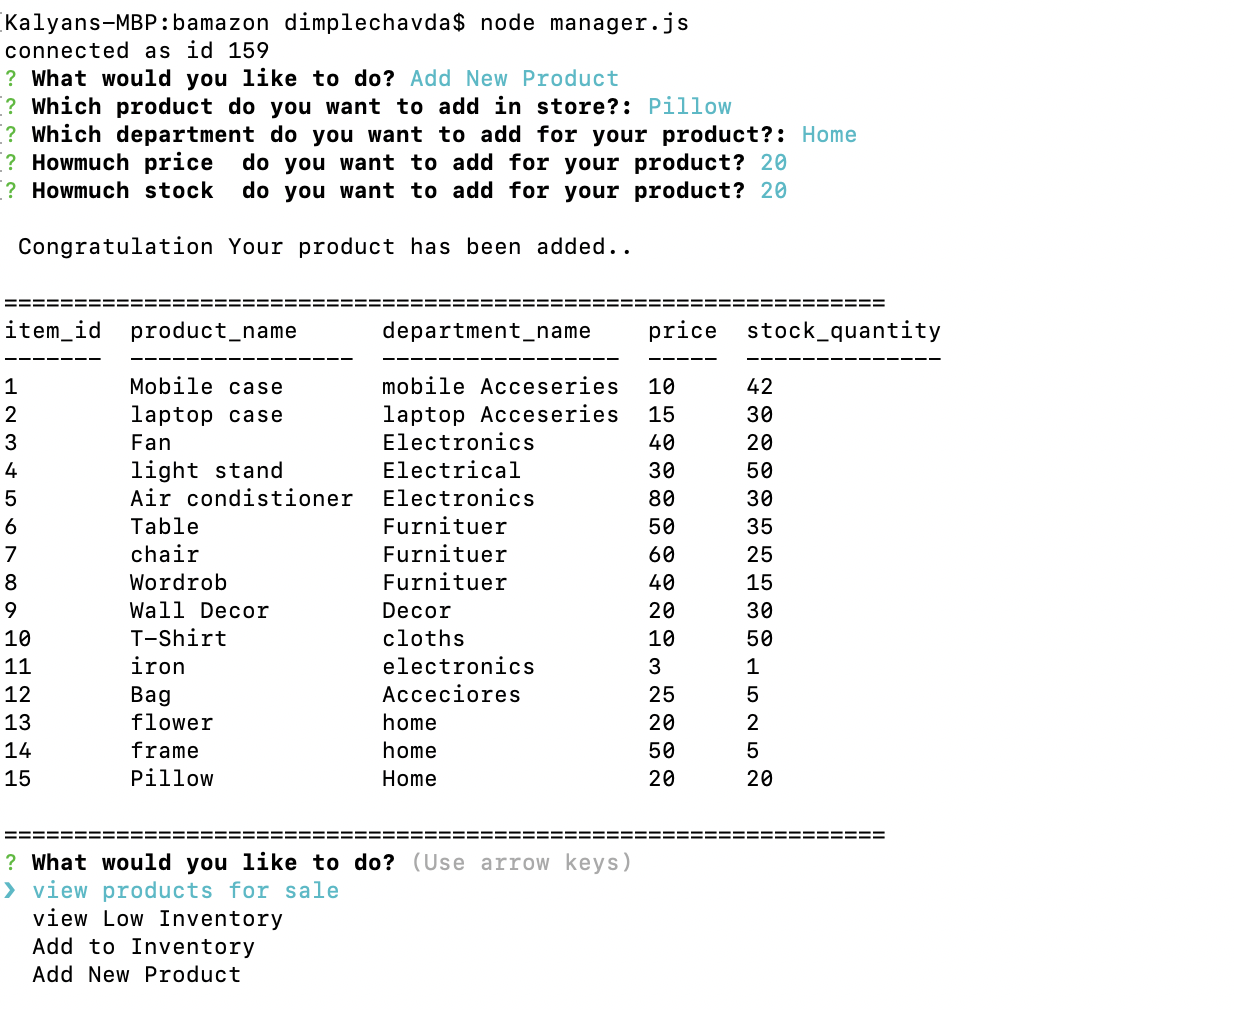 Kalyans-MBP:bamazon dimplechavda$ node manager.js
connected as id 159
? What would you like to do? Add New Product
? Which product do you want to add in store?: Pillow
? Which department do you want to add for your product?: Home
? Howmuch price  do you want to add for your product? 20
? Howmuch stock  do you want to add for your product? 20
Congratulation Your product has been added..
===============================================================
item_id  product_name      department_name    price  stock_quantity
-------  ----------------  -----------------  -----  --------------
1        Mobile case       mobile Acceseries  10     42
2        laptop case       laptop Acceseries  15     30
3        Fan               Electronics        40     20
4        light stand       Electrical         30     50
5        Air condistioner  Electronics        80     30
6        Table             Furnituer          50     35
7        chair             Furnituer          60     25
8        Wordrob           Furnituer          40     15
9        Wall Decor        Decor              20     30
10       T-Shirt           cloths             10     50
11       iron              electronics        3      1
12       Bag               Acceciores         25     5
13       flower            home               20     2
14       frame             home               50     5
15       Pillow            Home               20     20
===============================================================
? What would you like to do? (Use arrow keys)
❯ view products for sale
  view Low Inventory
  Add to Inventory
  Add New Product